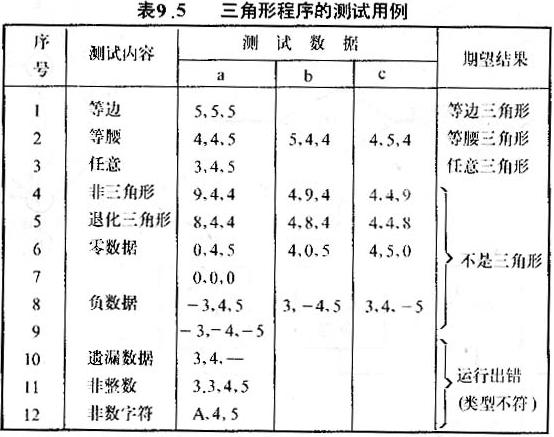 表9.5 三角形程序的测试用例
序号 测试内容 测试数据 期望结果
a b c
1 等边 5,5,5 等边三角形
2 等腰 4,4,5 5,4,4 4,5,4 等腰三角形
3 任意 3,4,5 任意三角形
4 非三角形 9,4,4 4,9,4 4,4,9
5 退化三角形 8,4,4 4,8,4 4,4,8
6 零数据 0,4,5 4,0,5 4,5,0 不是三角形
7 0,0,0
8 负数据 -3,4,5 3,-4,5 3,4,-5
9 -3,-4,-5
10 遗漏数据 3,4,—
11 非整数 3.3,4,5 运行出错
12 非数字符 A,4,5 (类型不符)